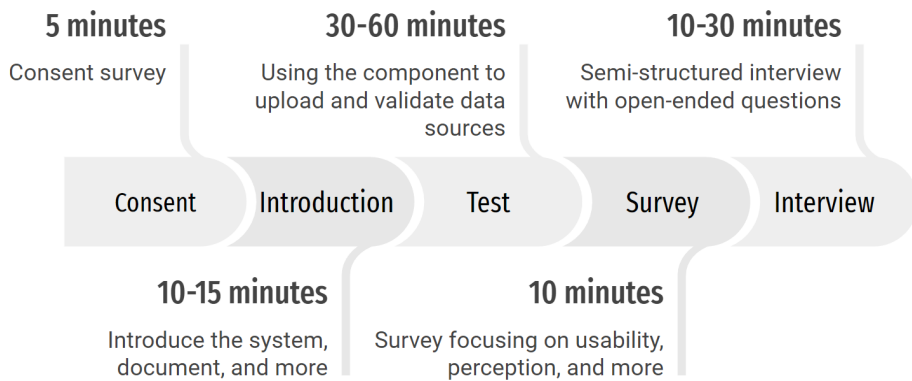 5 minutes
Consent survey
30-60 minutes
Using the component to
upload and validate data
sources
10-30 minutes
Semi-structured interview
with open-ended questions
Consent
Introduction
Test
Survey
Interview
10-15 minutes
Introduce the system,
document, and more
10 minutes
Survey focusing on usability,
perception, and more